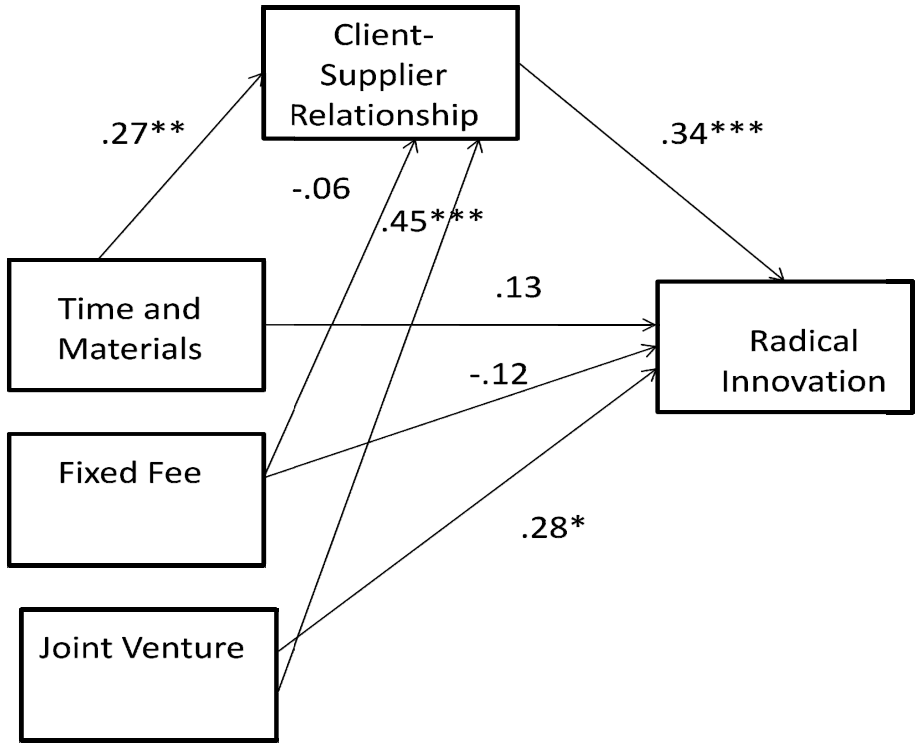 Client-
Supplier
Relationship
.27**
.34***
-.06
.45***
Time and
Materials
.13
Radical
Innovation
-.12
Fixed Fee
.28*
Joint Venture